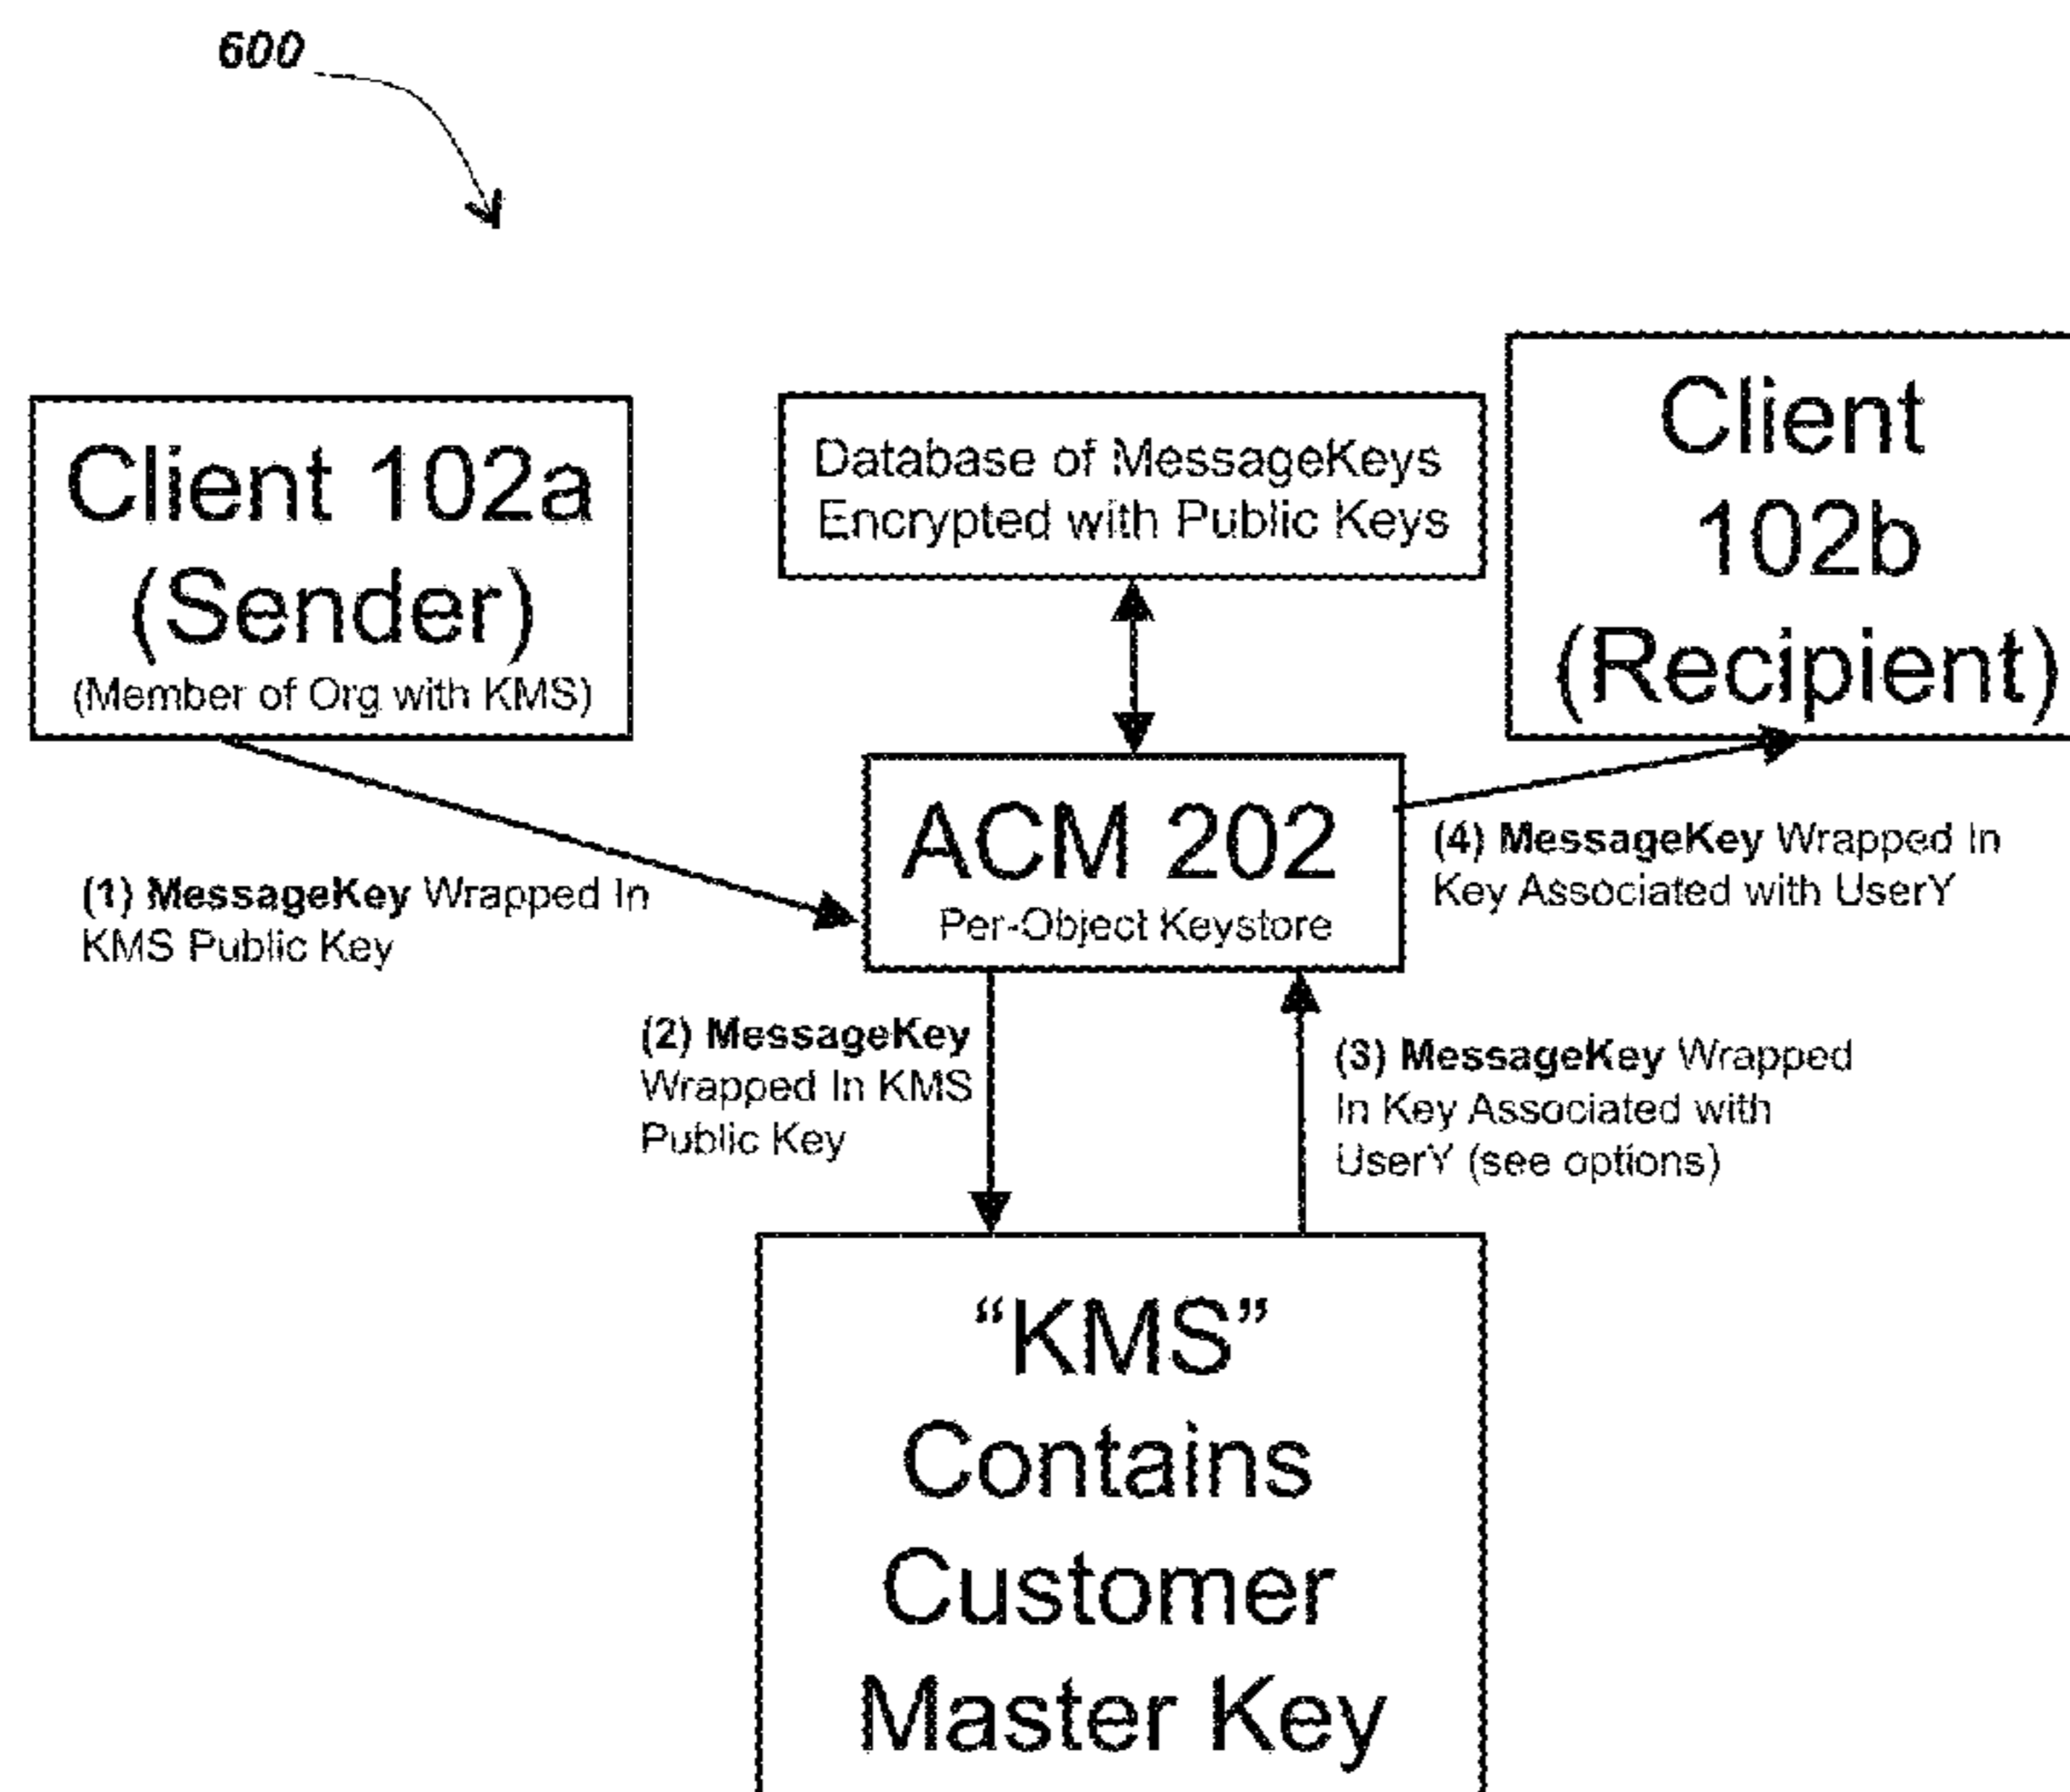 600
Client 102a
(Sender)
(Member of Org with KMS)
Database of MessageKeys
Encrypted with Public Keys
Client
102b
(Recipient)
ACM 202
Per-Object Keystore
(1) MessageKey Wrapped In
KMS Public Key
(4) MessageKey Wrapped In
Key Associated with UserY
(2) MessageKey
Wrapped In KMS
Public Key
(3) MessageKey Wrapped
In Key Associated with
UserY (see options)
“KMS”
Contains
Customer
Master Key